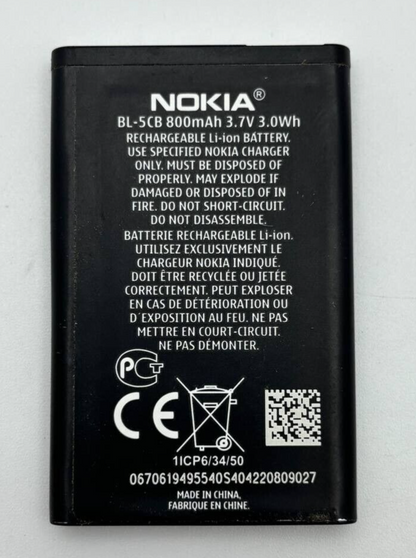 NOKIA®
BL-5CB 800mAh 3.7V 3.0Wh
RECHARGEABLE Li-ion BATTERY.
USE SPECIFIED NOKIA CHARGER
ONLY. MUST BE DISPOSED OF
PROPERLY. MAY EXPLODE IF
DAMAGED OR DISPOSED OF IN
FIRE. DO NOT SHORT-CIRCUIT.
DO NOT DISASSEMBLE.
BATTERIE RECHARGEABLE Li-ion.
UTILISEZ EXCLUSIVEMENT LE
CHARGEUR NOKIA INDIQUÉ.
DOIT ÊTRE RECYCLÉE OU JETÉE
CORRECTEMENT. PEUT EXPLOSER
EN CAS DE DÉTÉRIORATION OU
D'EXPOSITION AU FEU. NE PAS
METTRE EN COURT-CIRCUIT.
NE PAS DÉMONTER.
РСТ
CE
1ICP6/34/50
0670619495540S404220809027
MADE IN CHINA,
FABRIQUE EN CHINE.